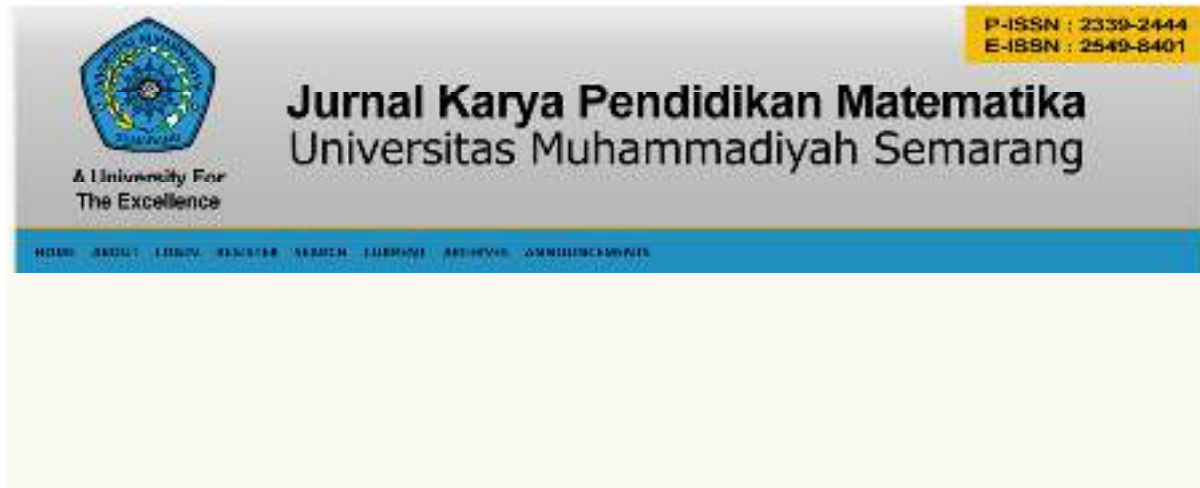 P-ISSN : 2339-2444
E-ISSN : 2549-8401
Jurnal Karya Pendidikan Matematika
Universitas Muhammadiyah Semarang
A University For
The Excellence
HOME ABOUT LOGIN REGISTER SEARCH CURRENT ARCHIVES ANNOUNCEMENTS